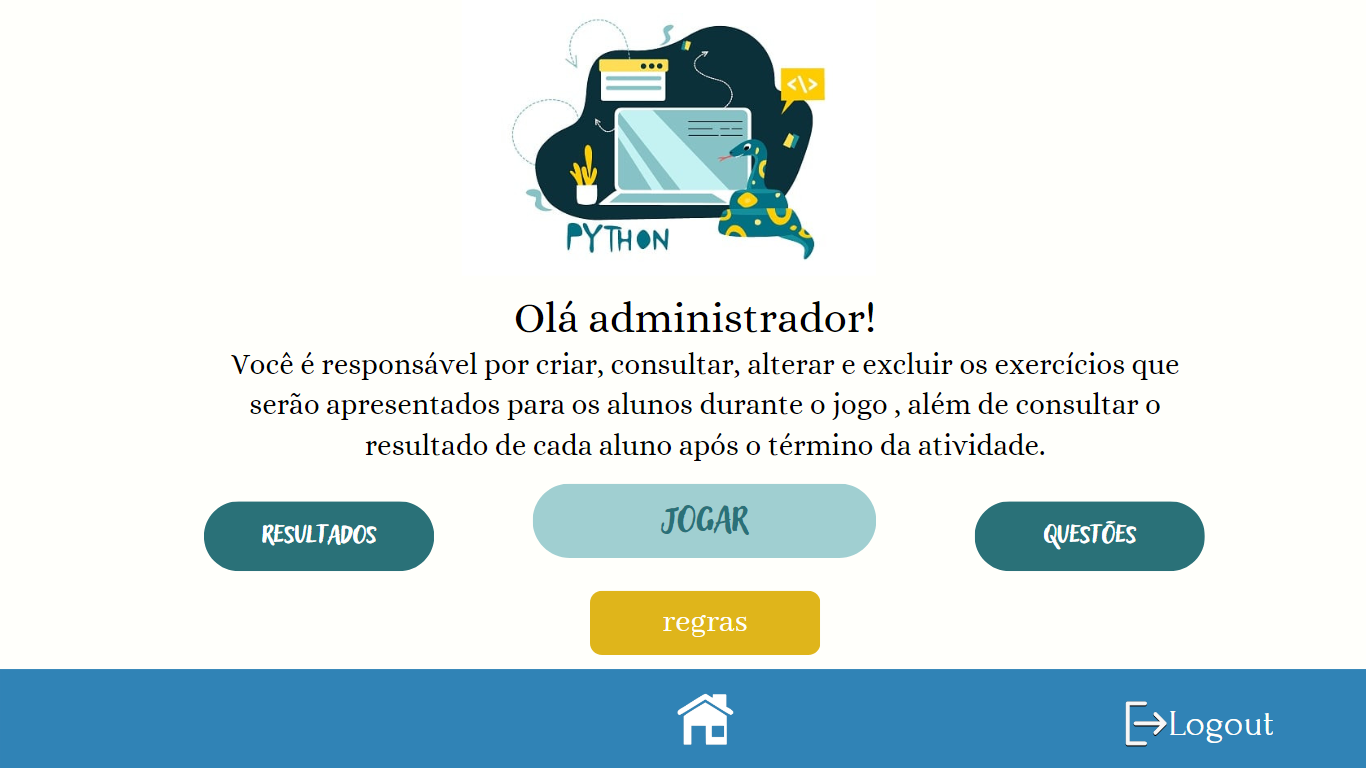 </>
PYTHON
Olá administrador!
Você é responsável por criar, consultar, alterar e excluir os exercícios que
serão apresentados para os alunos durante o jogo , além de consultar o
resultado de cada aluno após o término da atividade.
RESULTADOS
JOGAR
QUESTÕES
regras
Logout